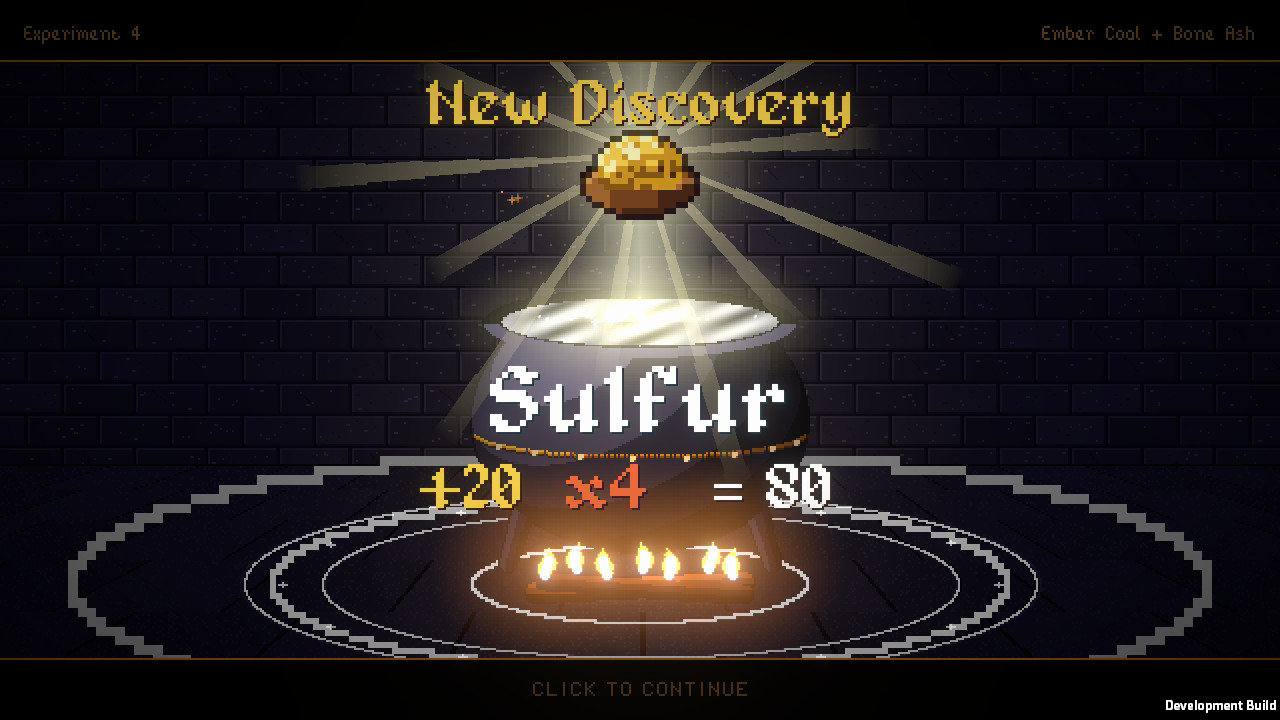 Experiment 4
Ember Coal + Bone Ash
New Discovery
Sulfur
+20 x4 = 80
CLICK TO CONTINUE
Development Build